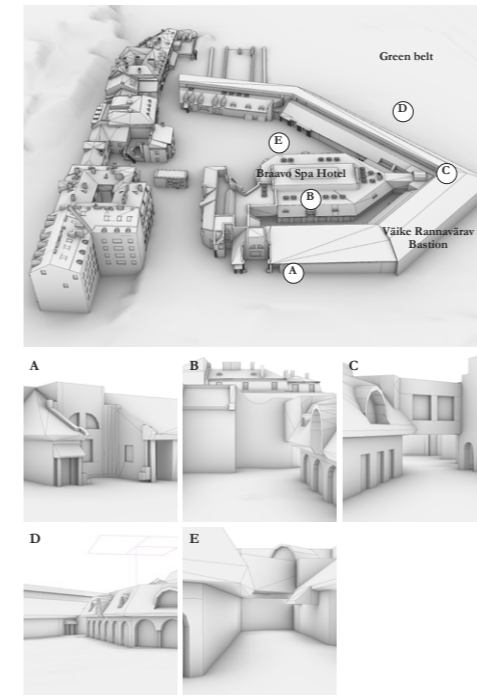 Green belt
D
E
C
Braavo Spa Hotel
B
Väike Rannavärav
Bastion
A
A
B
C
D
E